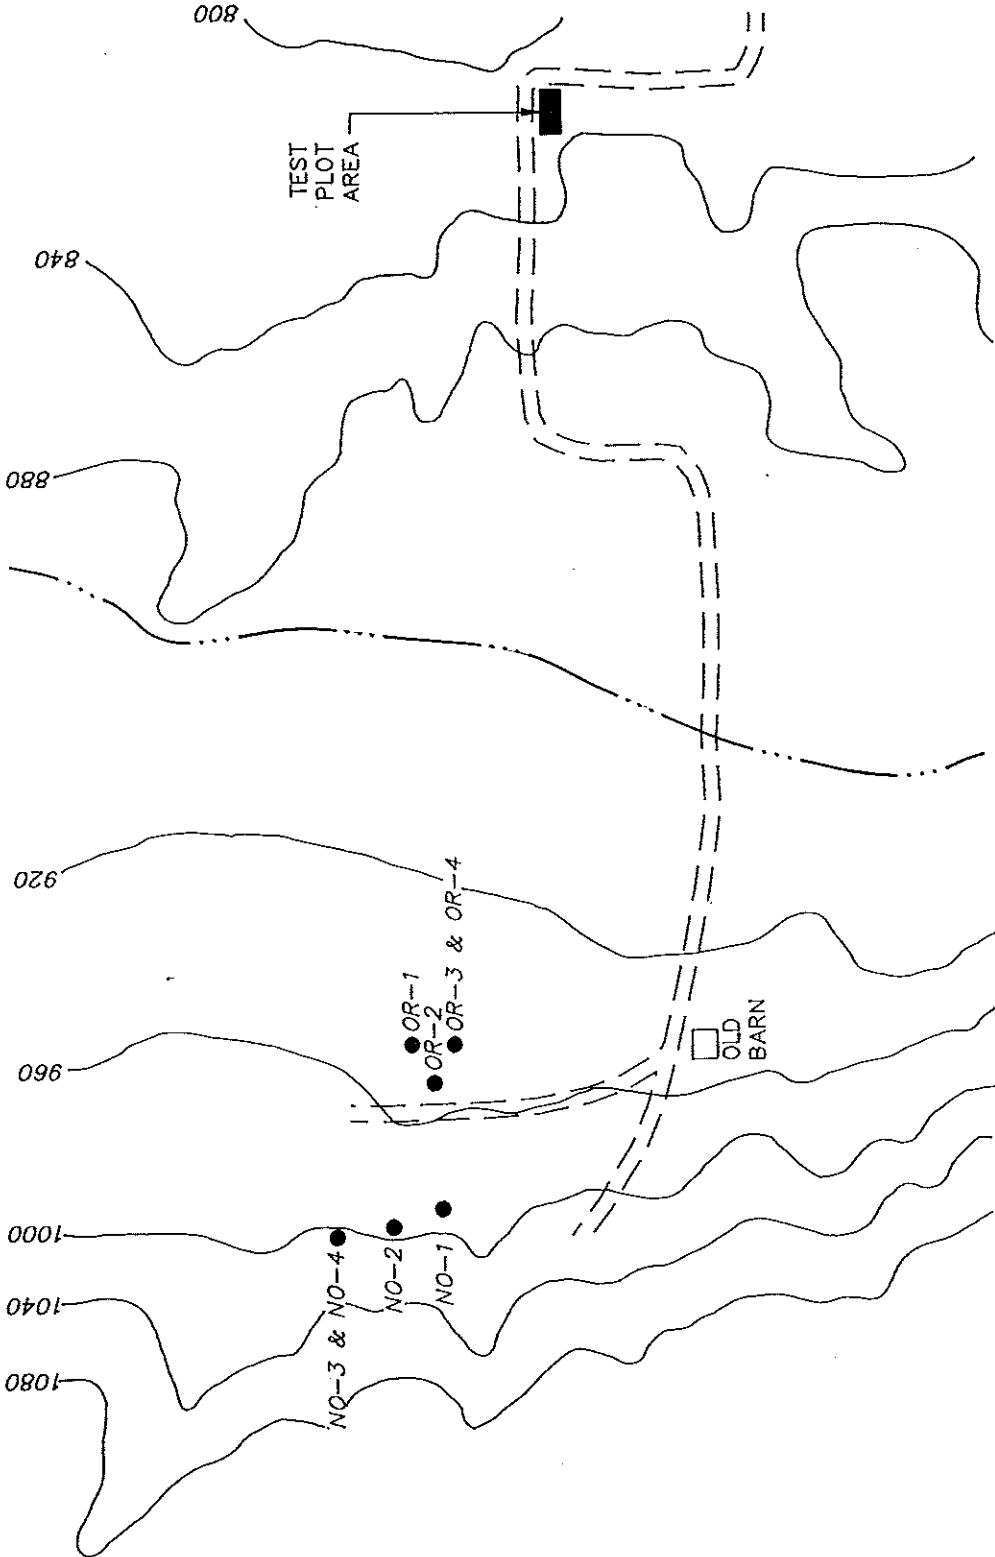 800
TEST
PLOT
AREA
840
880
920
OR-1
OR-2
OR-3 & OR-4
960
OLD
BARN
1000
NO-3 & NO-4
NO-2
NO-1
1040
1080